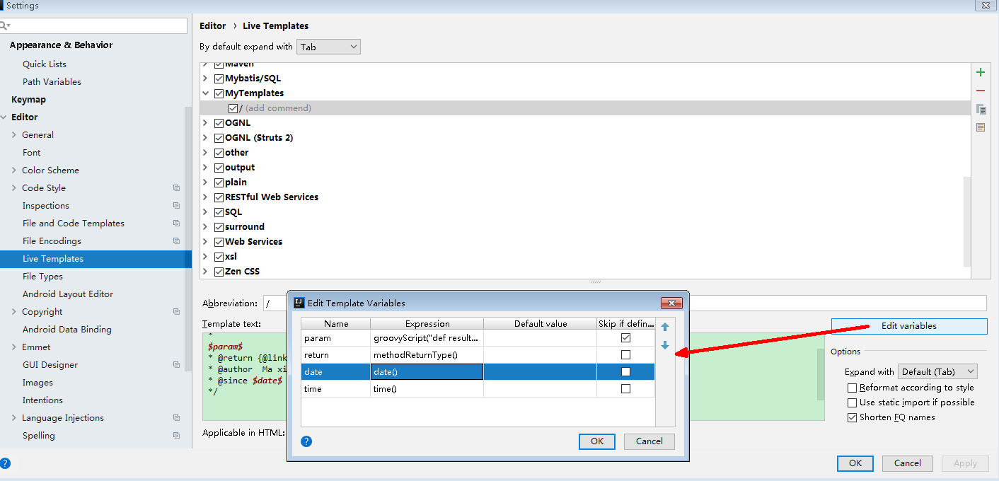 Settings
Appearance & Behavior
Quick Lists
Path Variables
Keymap
Editor
General
Font
Color Scheme
Code Style
Inspections
File and Code Templates
File Encodings
Live Templates
File Types
Android Layout Editor
Copyright
Android Data Binding
Emmet
GUI Designer
Images
Intentions
Language Injections
Spelling
Editor › Live Templates
By default expand with Tab
Maven
Mybatis/SQL
MyTemplates
/ (add commend)
OGNL
OGNL (Struts 2)
other
output
plain
RESTful Web Services
SQL
surround
Web Services
xsl
Zen CSS
Abbreviation: /
Template text:
*
$param$
* @return {@link
* @author Ma xi
* @since $date$
*/
Applicable in HTML:
Edit Template Variables
Name Expression Default value Skip if defin...
param groovyScript("def result...
return methodReturnType()
date date()
time time()
? OK Cancel
Edit variables
Options
Expand with Default (Tab)
Reformat according to style
Use static import if possible
Shorten FQ names
? OK Cancel Apply